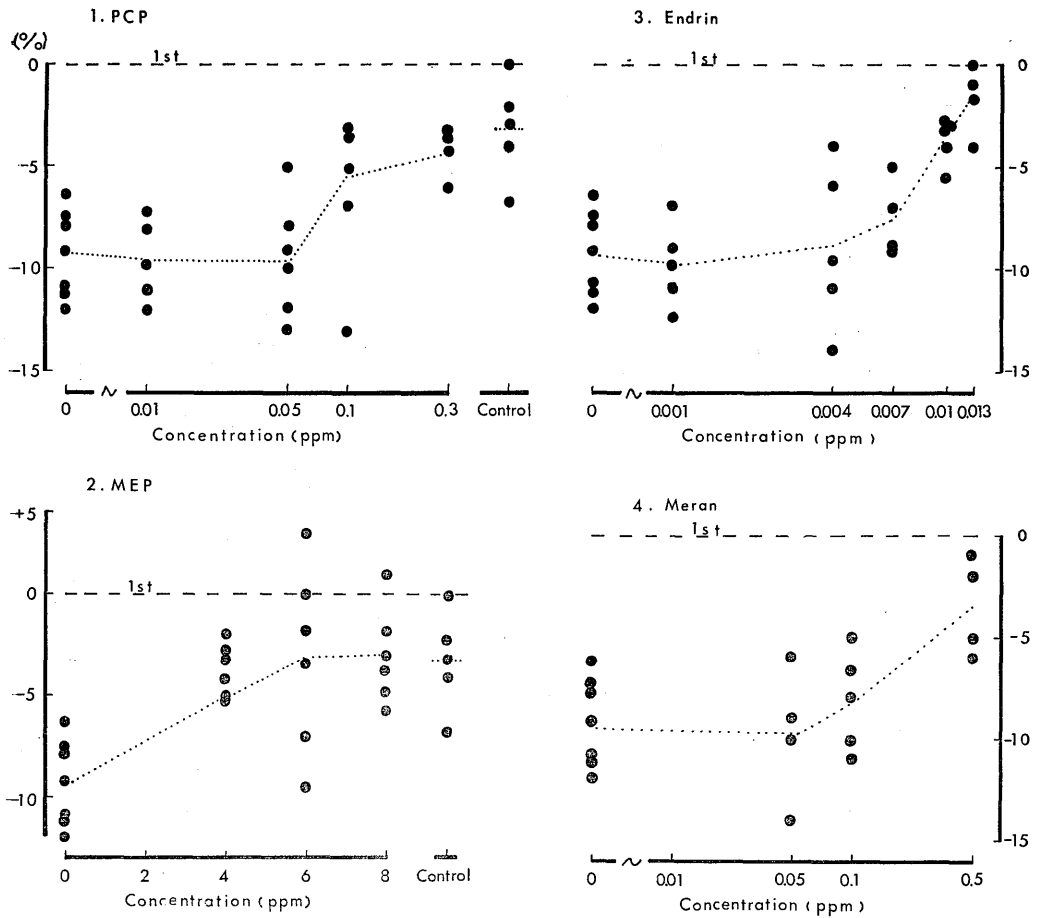 1. PCP
(%)
1st
0
−5
−10
−15
0 0.01 0.05 0.1 0.3 Control
Concentration (ppm)
3. Endrin
1st
0
−5
−10
−15
0 0.001 0.004 0.007 0.01 0.013
Concentration (ppm)
2. MEP
+5
1st
0
−5
−10
0 2 4 6 8 Control
Concentration (ppm)
4. Meran
1st
0
−5
−10
−15
0 0.01 0.05 0.1 0.5
Concentration (ppm)